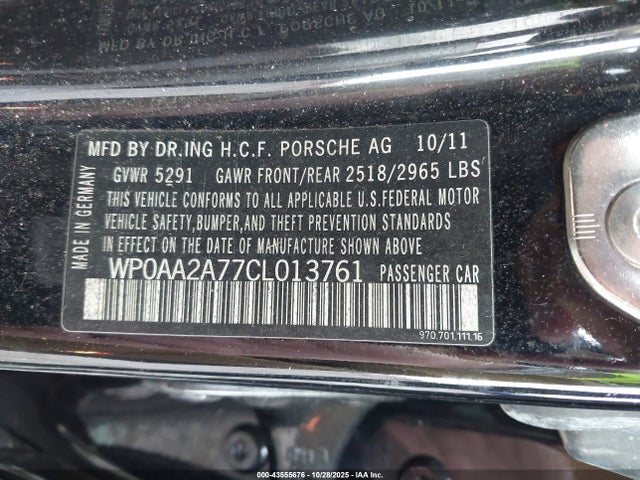 MFD BY DR.ING H.C.F. PORSCHE AG 10/11
GVWR 5291 GAWR FRONT/REAR 2518/2965 LBS
THIS VEHICLE CONFORMS TO ALL APPLICABLE U.S.FEDERAL MOTOR
VEHICLE SAFETY,BUMPER,AND THEFT PREVENTION STANDARDS
IN EFFECT ON THE DATE OF MANUFACTURE SHOWN ABOVE.
WP0AA2A77CL013761 PASSENGER CAR
970.701.111.16
MADE IN GERMANY
000-43555676 | 10/28/2025 - IAA Inc.